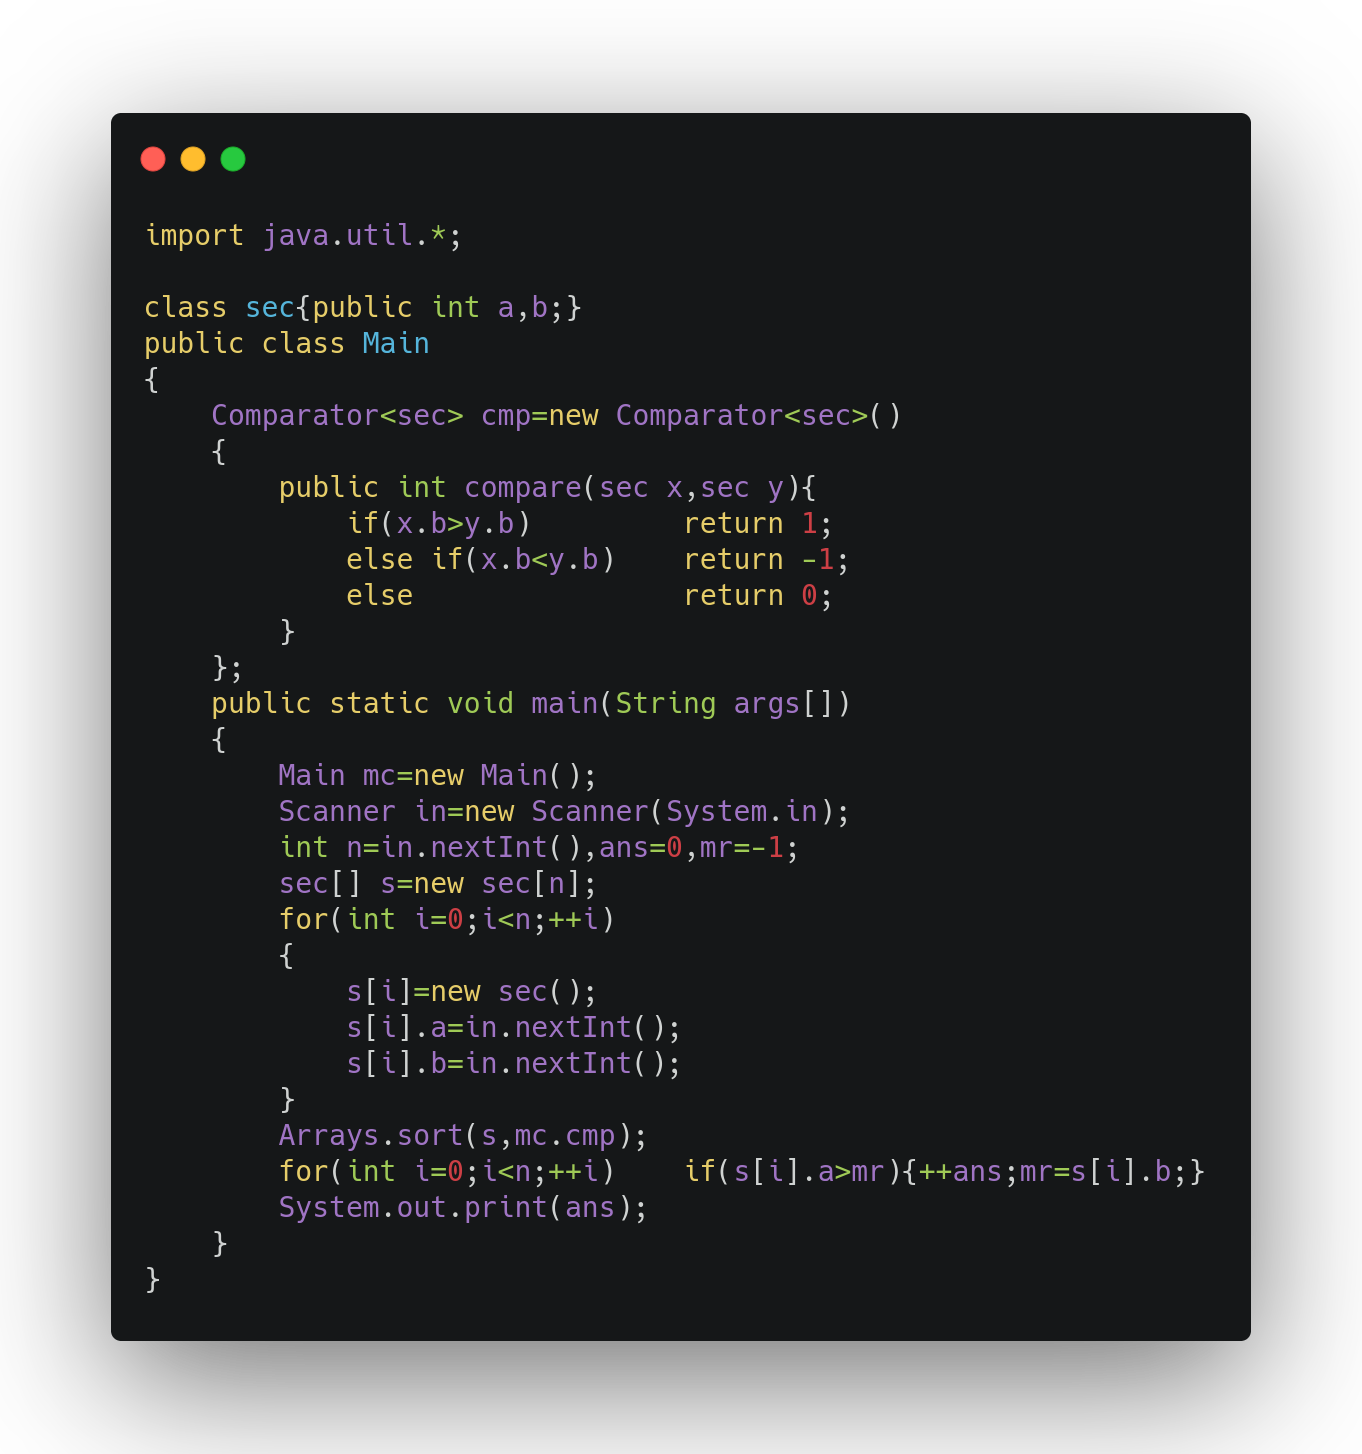 import java.util.*;

class sec{public int a,b;}
public class Main
{
    Comparator<sec> cmp=new Comparator<sec>()
    {
        public int compare(sec x,sec y){
            if(x.b>y.b)         return 1;
            else if(x.b<y.b)    return -1;
            else                return 0;
        }
    };
    public static void main(String args[])
    {
        Main mc=new Main();
        Scanner in=new Scanner(System.in);
        int n=in.nextInt(),ans=0,mr=-1;
        sec[] s=new sec[n];
        for(int i=0;i<n;++i)
        {
            s[i]=new sec();
            s[i].a=in.nextInt();
            s[i].b=in.nextInt();
        }
        Arrays.sort(s,mc.cmp);
        for(int i=0;i<n;++i)    if(s[i].a>mr){++ans;mr=s[i].b;}
        System.out.print(ans);
    }
}